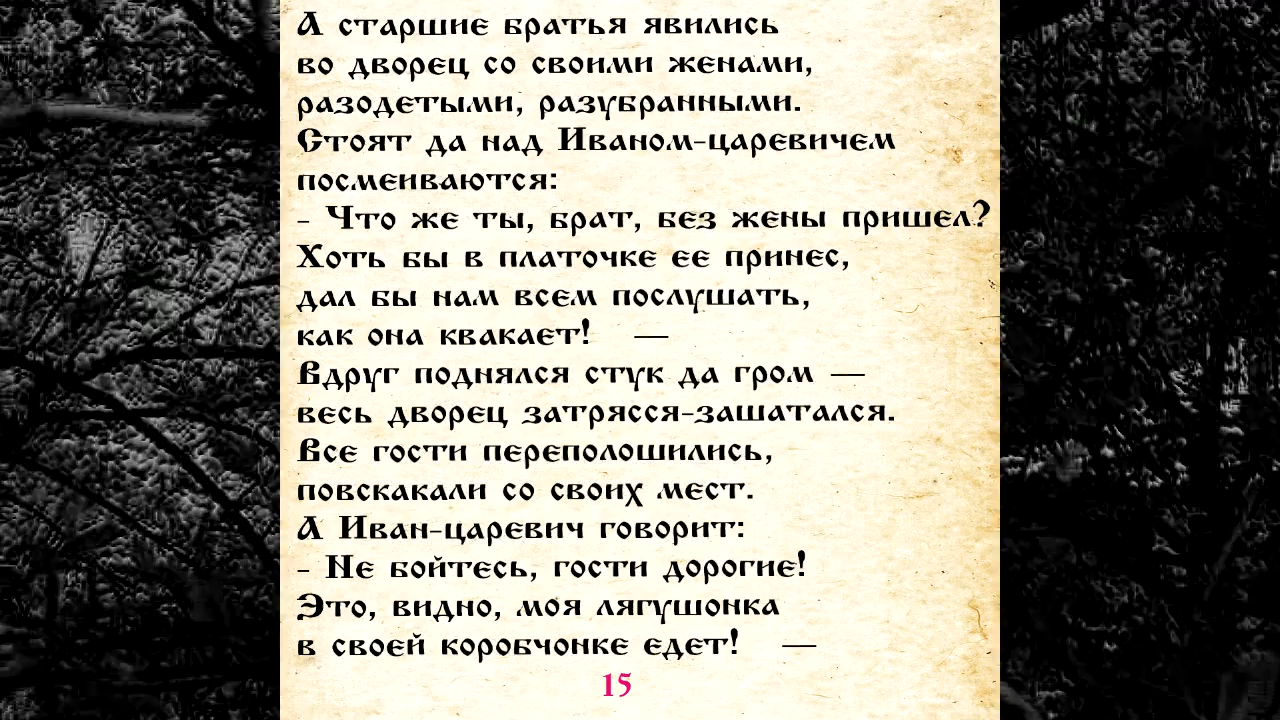 А старшие братья явились
во дворец со своими женами,
разодетыми, разубранными.
Стоят да над Иваном-царевичем
посмеиваются:
- Что же ты, брат, без жены пришел?
Хоть бы в платочке ее принес,
дал бы нам всем послушать,
как она квакает! —
Вдруг поднялся стук да гром —
весь дворец затрясся-зашатался.
Все гости переполошились,
повскакали со своих мест.
А Иван-царевич говорит:
- Не бойтесь, гости дорогие!
Это, видно, моя лягушонка
в своей коробчонке едет! —
15